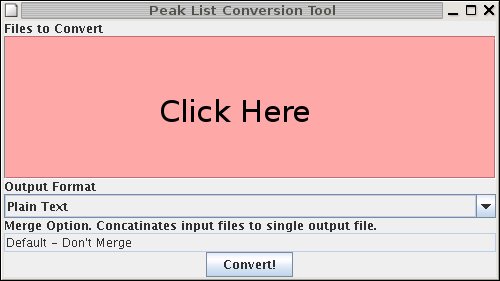 Peak List Conversion Tool
Files to Convert
Click Here
Output Format
Plain Text
Merge Option. Concatinates input files to single output file.
Default - Don't Merge
Convert!